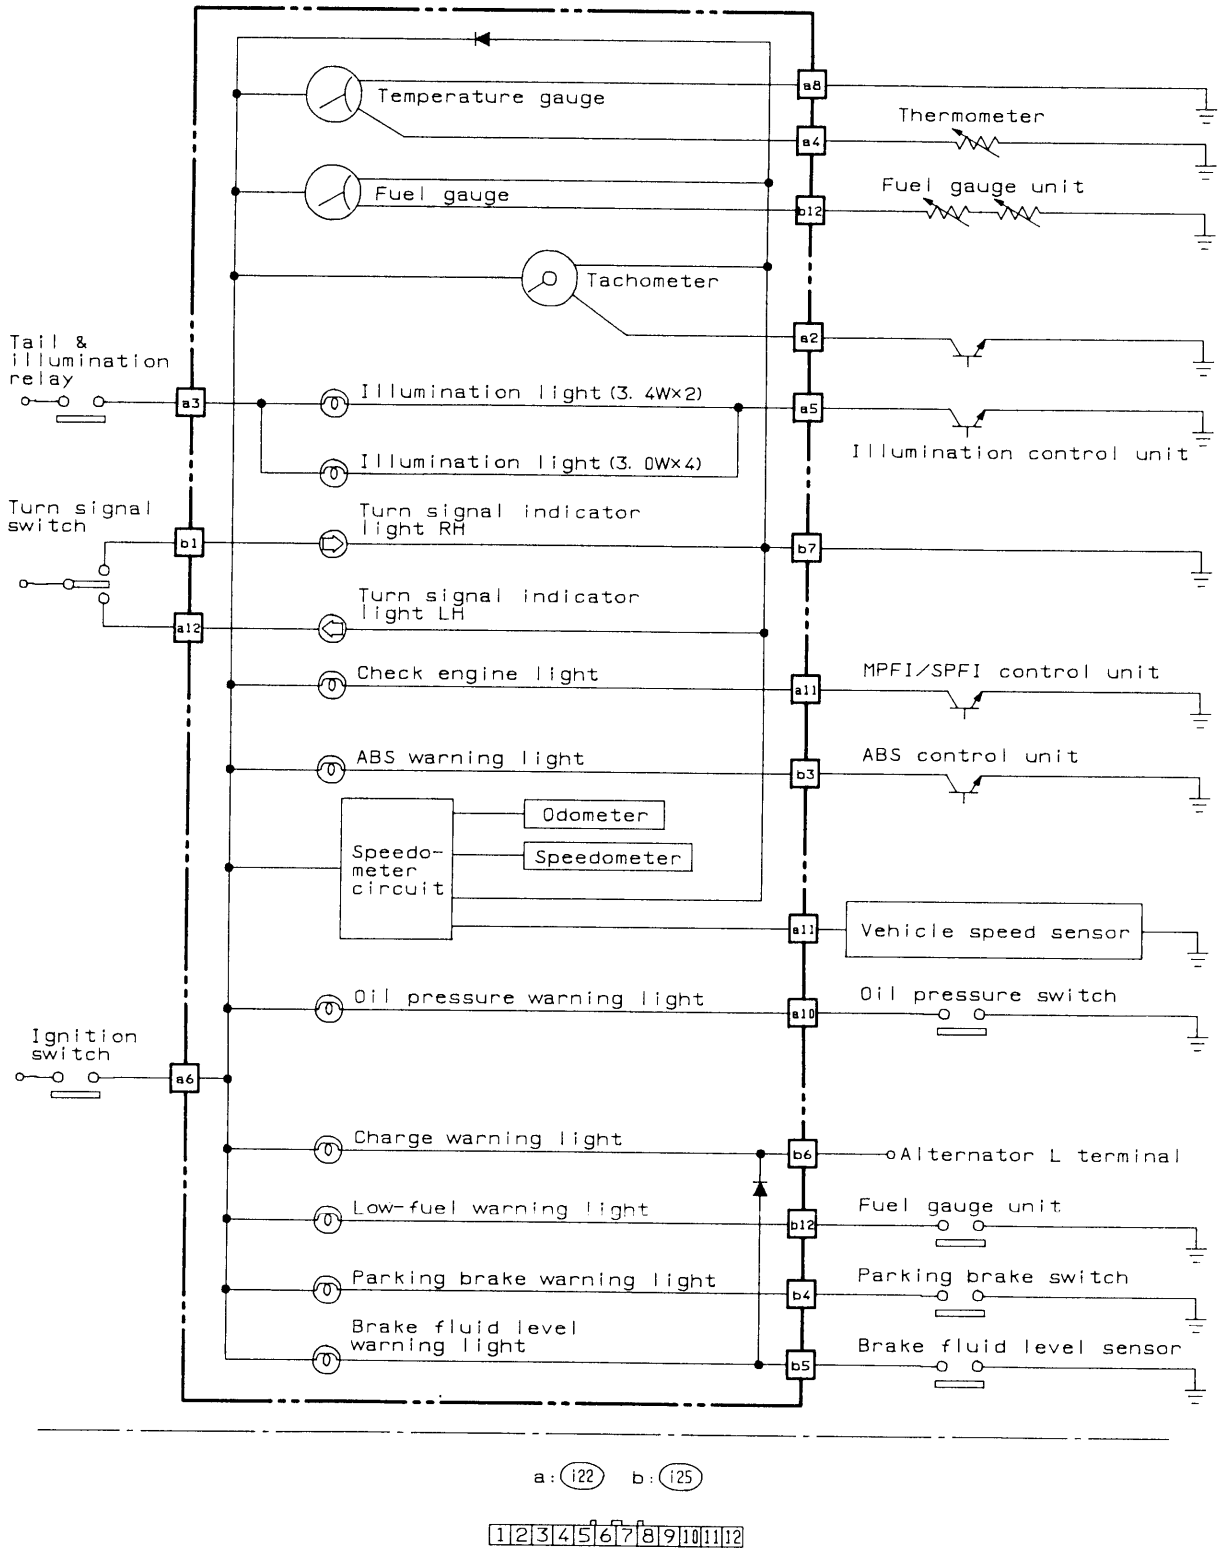 a8
Temperature gauge
Thermometer
a4
Fuel gauge unit
Fuel gauge
b12
Tachometer
a2
Tail &
illumination
relay
a3
Illumination light (3. 4W×2)
a5
Illumination light (3. 0W×4)
Illumination control unit
Turn signal
switch
Turn signal indicator
light RH
b1
b7
Turn signal indicator
light LH
a12
Check engine light
a11
MPFI/SPFI control unit
ABS warning light
b3
ABS control unit
Odometer
Speedo-
meter
circuit
Speedometer
a11
Vehicle speed sensor
Oil pressure warning light
a10
Oil pressure switch
Ignition
switch
a6
Charge warning light
b6
Alternator L terminal
Low-fuel warning light
b12
Fuel gauge unit
Parking brake warning light
b4
Parking brake switch
Brake fluid level
warning light
b5
Brake fluid level sensor
a: i22 b: i25
1 2 3 4 5 6 7 8 9 10 11 12